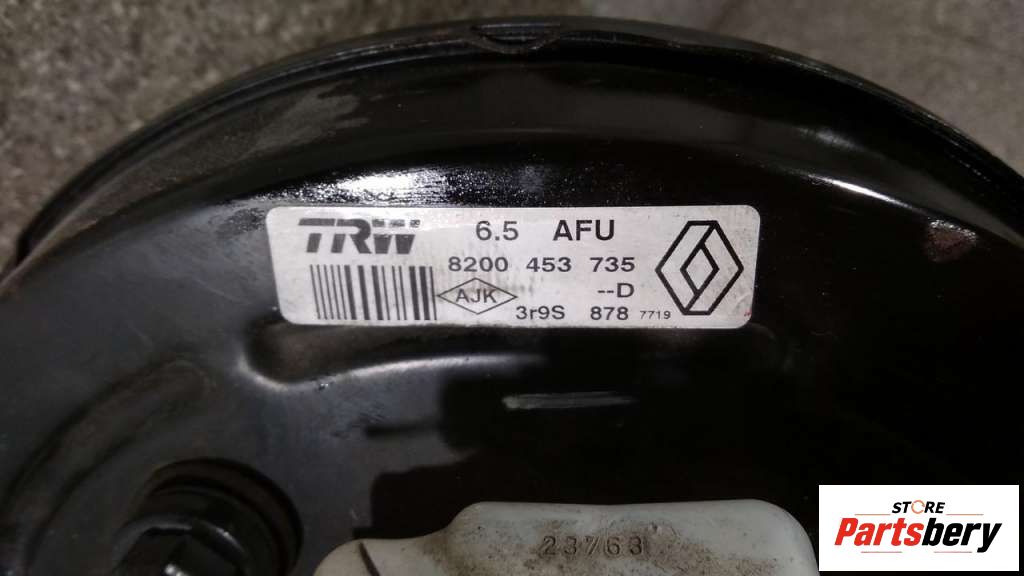 TRW 6.5 AFU
8200 453 735
AJK --D
3r9S 878 7719
23763
STORE
Partsbery